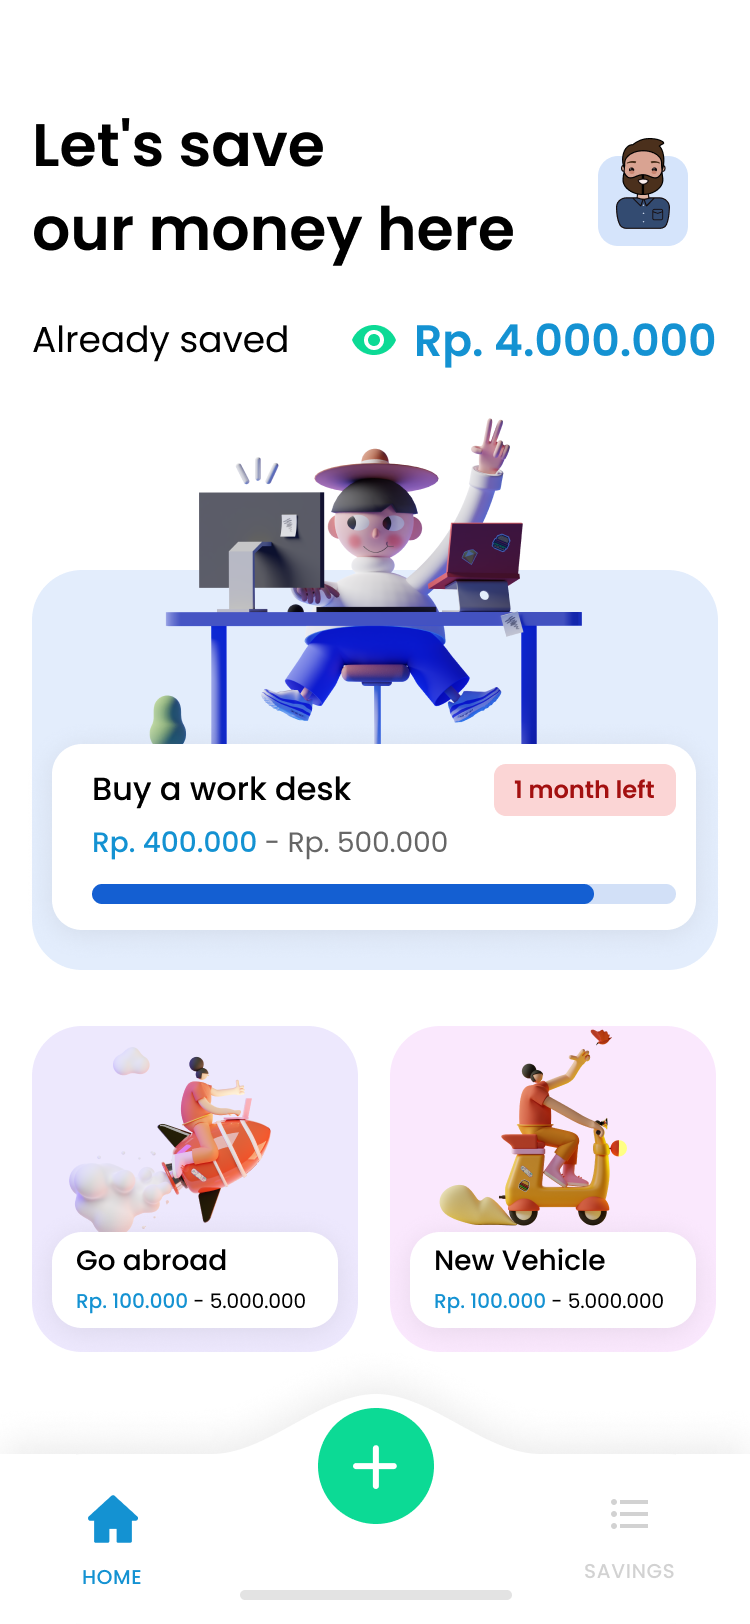 Let's save
our money here
Already saved
Rp. 4.000.000
Buy a work desk
1 month left
Rp. 400.000 - Rp. 500.000
Go abroad
Rp. 100.000 - 5.000.000
New Vehicle
Rp. 100.000 - 5.000.000
HOME
SAVINGS